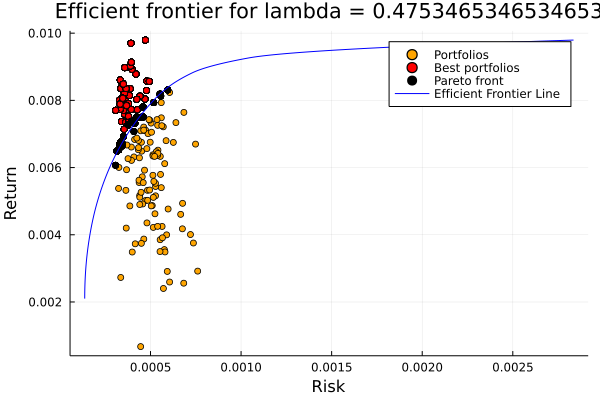 Efficient frontier for lambda = 0.4753465346534653
0.010
0.008
0.006
0.004
0.002
Return
Portfolios
Best portfolios
Pareto front
Efficient Frontier Line
0.0005 0.0010 0.0015 0.0020 0.0025
Risk